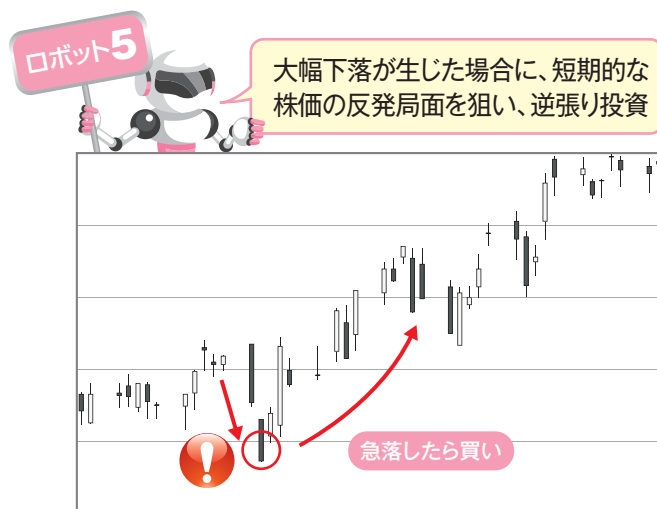 ロボット5
大幅下落が生じた場合に、短期的な
株価の反発局面を狙い、逆張り投資
急落したら買い